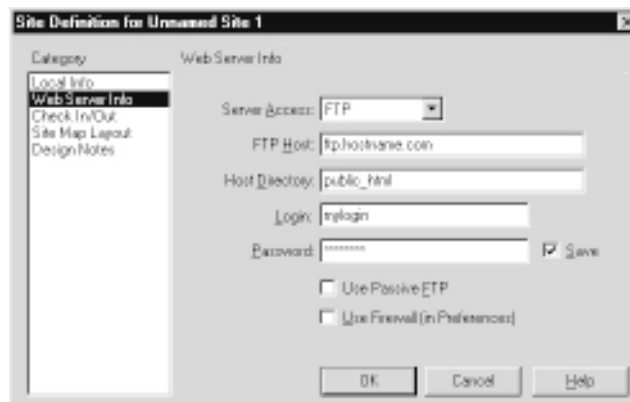 Site Definition for Unnamed Site 1
Category
Local Info
Web Server Info
Check In/Out
Site Map Layout
Design Notes
Web Server Info
Server Access: FTP
FTP Host: ftp.hostname.com
Host Directory: public_html
Login: mylogin
Password: ********
Save
Use Passive FTP
Use Firewall (in Preferences)
OK Cancel Help